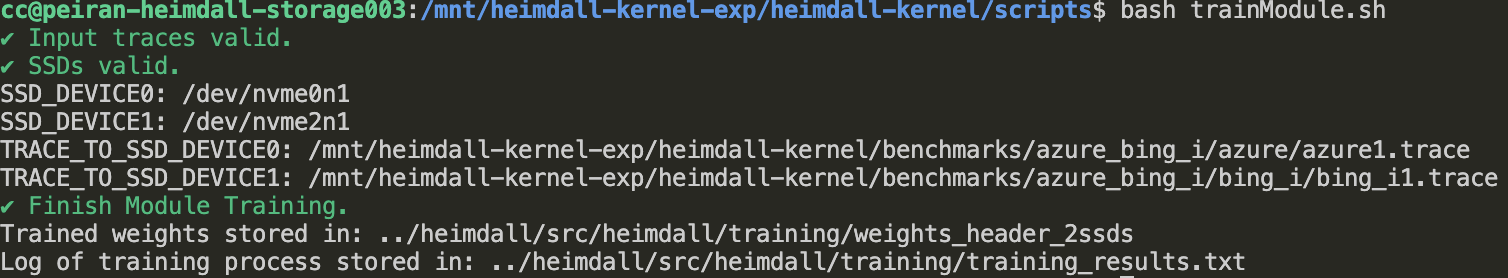 cc@peiran-heimdall-storage003:/mnt/heimdall-kernel-exp/heimdall-kernel/scripts$ bash trainModule.sh
✔ Input traces valid.
✔ SSDs valid.
SSD_DEVICE0: /dev/nvme0n1
SSD_DEVICE1: /dev/nvme2n1
TRACE_TO_SSD_DEVICE0: /mnt/heimdall-kernel-exp/heimdall-kernel/benchmarks/azure_bing_i/azure/azure1.trace
TRACE_TO_SSD_DEVICE1: /mnt/heimdall-kernel-exp/heimdall-kernel/benchmarks/azure_bing_i/bing_i/bing_i1.trace
✔ Finish Module Training.
Trained weights stored in: ../heimdall/src/heimdall/training/weights_header_2ssds
Log of training process stored in: ../heimdall/src/heimdall/training/training_results.txt